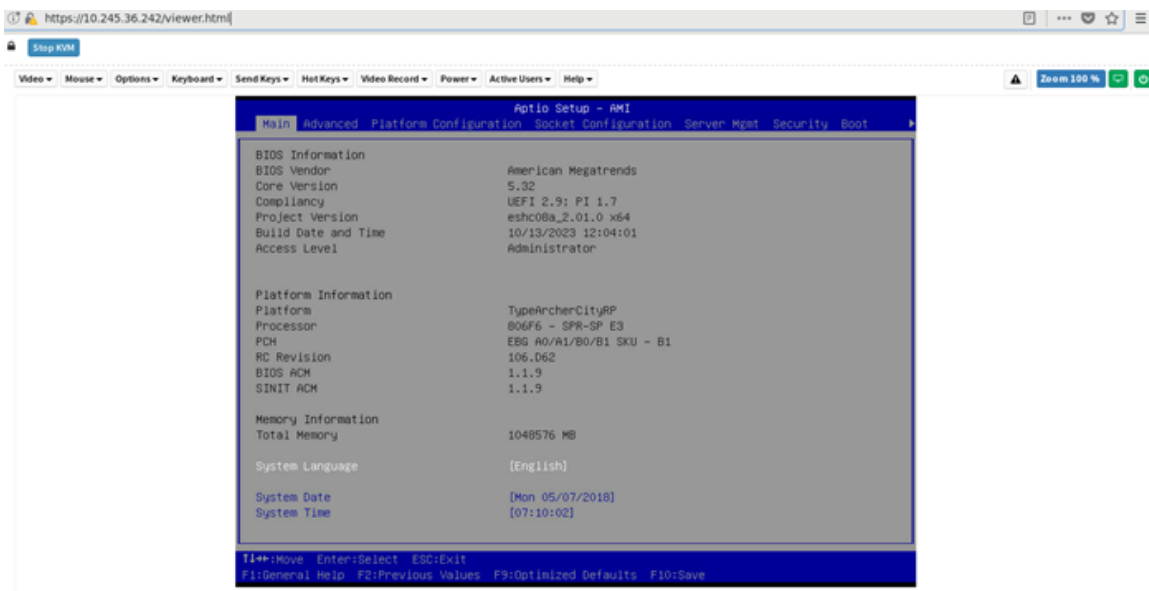 https://10.245.36.242/viewer.html
Stop KVM
Video Mouse Options Keyboard Send Keys Hot Keys Video Record Power Active Users Help Zoom 100 %
Aptio Setup - AMI
Main Advanced Platform Configuration Socket Configuration Server Mgmt Security Boot
BIOS Information
BIOS Vendor American Megatrends
Core Version 5.32
Compliancy UEFI 2.9; PI 1.7
Project Version eshc08a_2.01.0 x64
Build Date and Time 10/13/2023 12:04:01
Access Level Administrator
Platform Information
Platform TypeArcherCityRP
Processor 806F6 - SPR-SP E3
PCH EBG A0/A1/B0/B1 SKU - B1
RC Revision 106.D62
BIOS ACM 1.1.9
SINIT ACM 1.1.9
Memory Information
Total Memory 1048576 MB
System Language [English]
System Date [Mon 05/07/2018]
System Time [07:10:02]
↑↓→←:Move Enter:Select ESC:Exit
F1:General Help F2:Previous Values F9:Optimized Defaults F10:Save